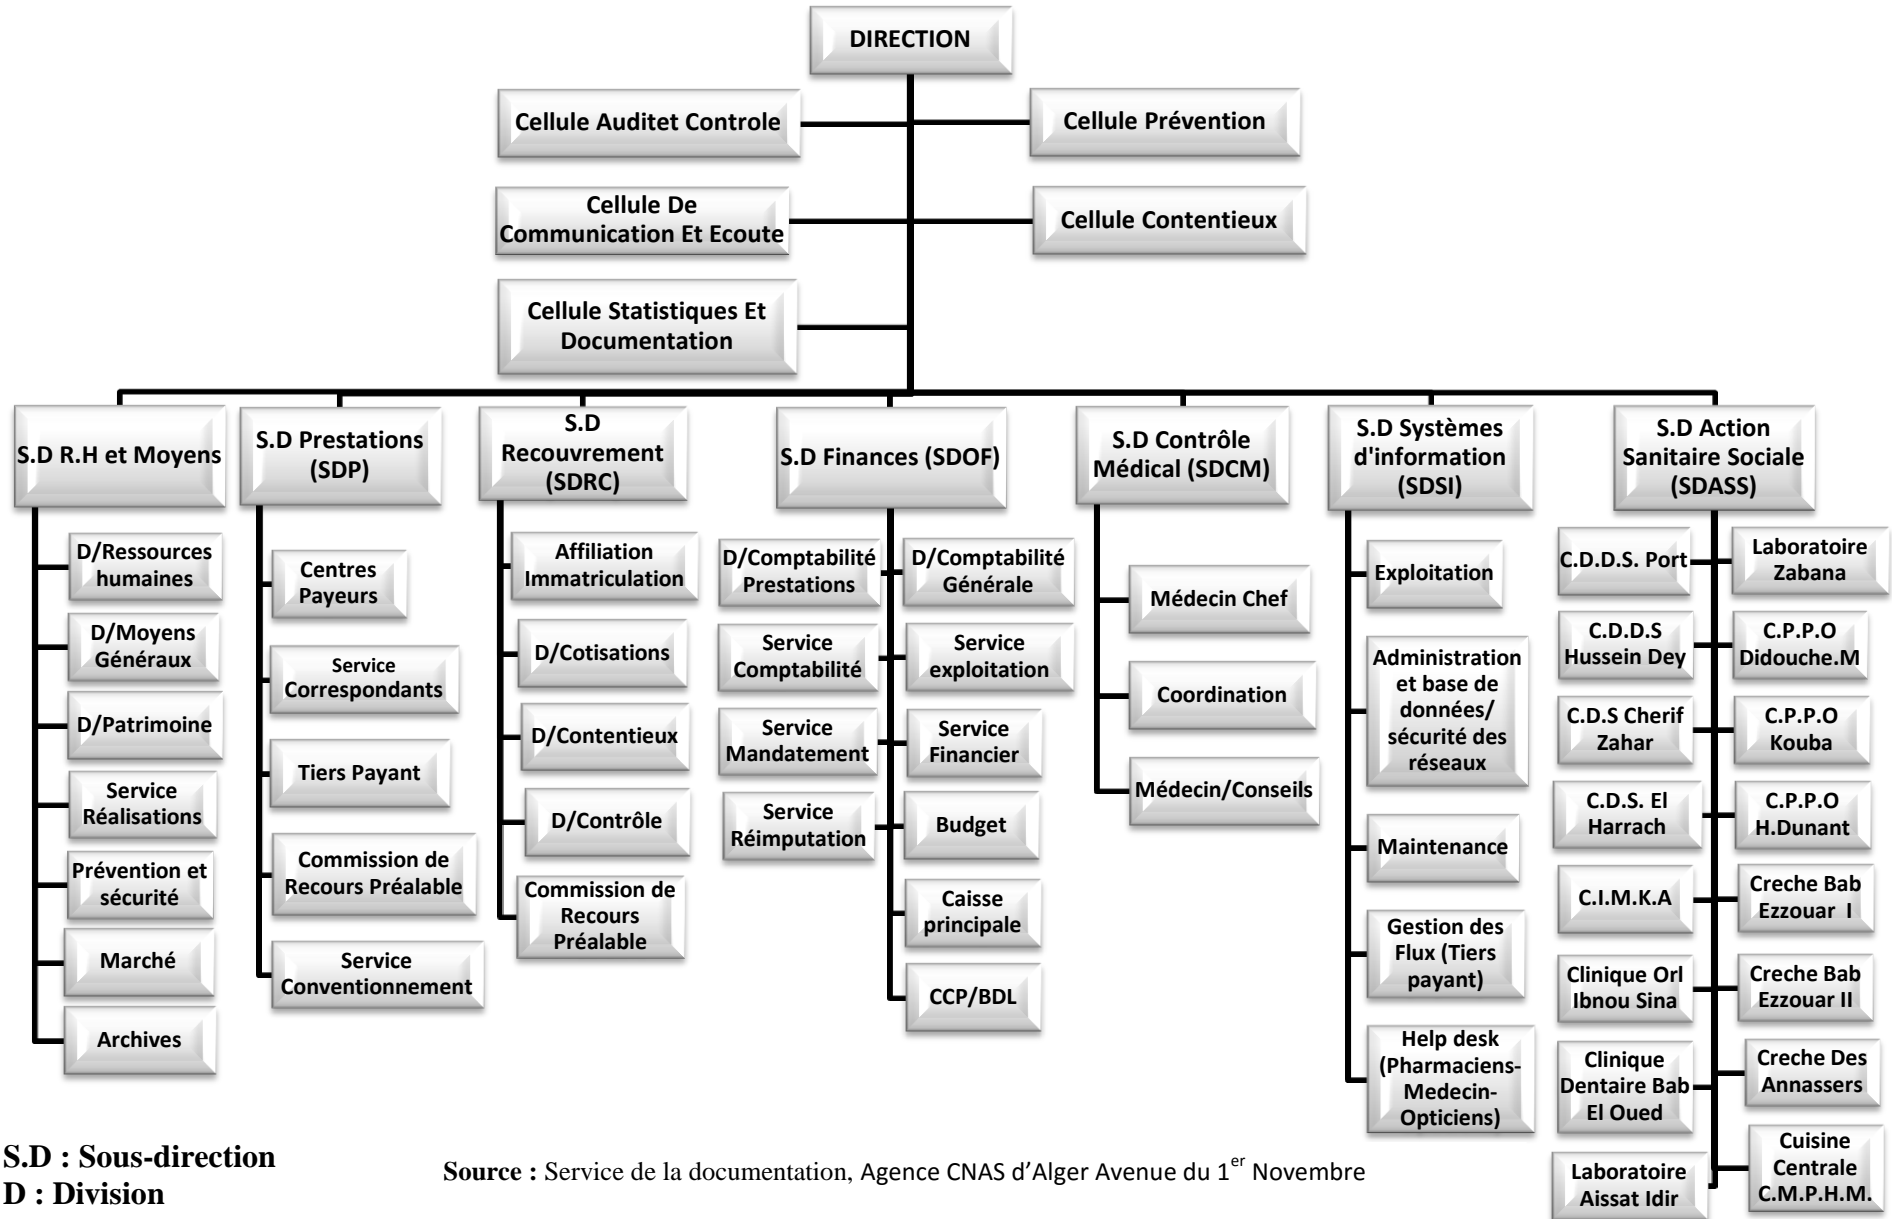 DIRECTION
Cellule Auditet Controle
Cellule Prévention
Cellule De
Communication Et Ecoute
Cellule Contentieux
Cellule Statistiques Et
Documentation
S.D R.H et Moyens
D/Ressources
humaines
D/Moyens
Généraux
D/Patrimoine
Service
Réalisations
Prévention et
sécurité
Marché
Archives
S.D Prestations
(SDP)
Centres
Payeurs
Service
Correspondants
Tiers Payant
Commission de
Recours Préalable
Service
Conventionnement
S.D
Recouvrement
(SDRC)
Affiliation
Immatriculation
D/Cotisations
D/Contentieux
D/Contrôle
Commission de
Recours
Préalable
S.D Finances (SDOF)
D/Comptabilité
Prestations
D/Comptabilité
Générale
Service
Comptabilité
Service
exploitation
Service
Mandatement
Service
Financier
Service
Réimputation
Budget
Caisse
principale
CCP/BDL
S.D Contrôle
Médical (SDCM)
Médecin Chef
Coordination
Médecin/Conseils
S.D Systèmes
d'information
(SDSI)
Exploitation
Administration
et base de
données/
sécurité des
réseaux
Maintenance
Gestion des
Flux (Tiers
payant)
Help desk
(Pharmaciens-
Medecin-
Opticiens)
S.D Action
Sanitaire Sociale
(SDASS)
C.D.D.S. Port
Laboratoire
Zabana
C.D.D.S
Hussein Dey
C.P.P.O
Didouche.M
C.D.S Cherif
Zahar
C.P.P.O
Kouba
C.D.S. El
Harrach
C.P.P.O
H.Dunant
C.I.M.K.A
Creche Bab
Ezzouar I
Clinique Orl
Ibnou Sina
Creche Bab
Ezzouar II
Clinique
Dentaire Bab
El Oued
Creche Des
Annassers
Laboratoire
Aissat Idir
Cuisine
Centrale
C.M.P.H.M.
S.D : Sous-direction
D : Division
Source : Service de la documentation, Agence CNAS d’Alger Avenue du 1er Novembre